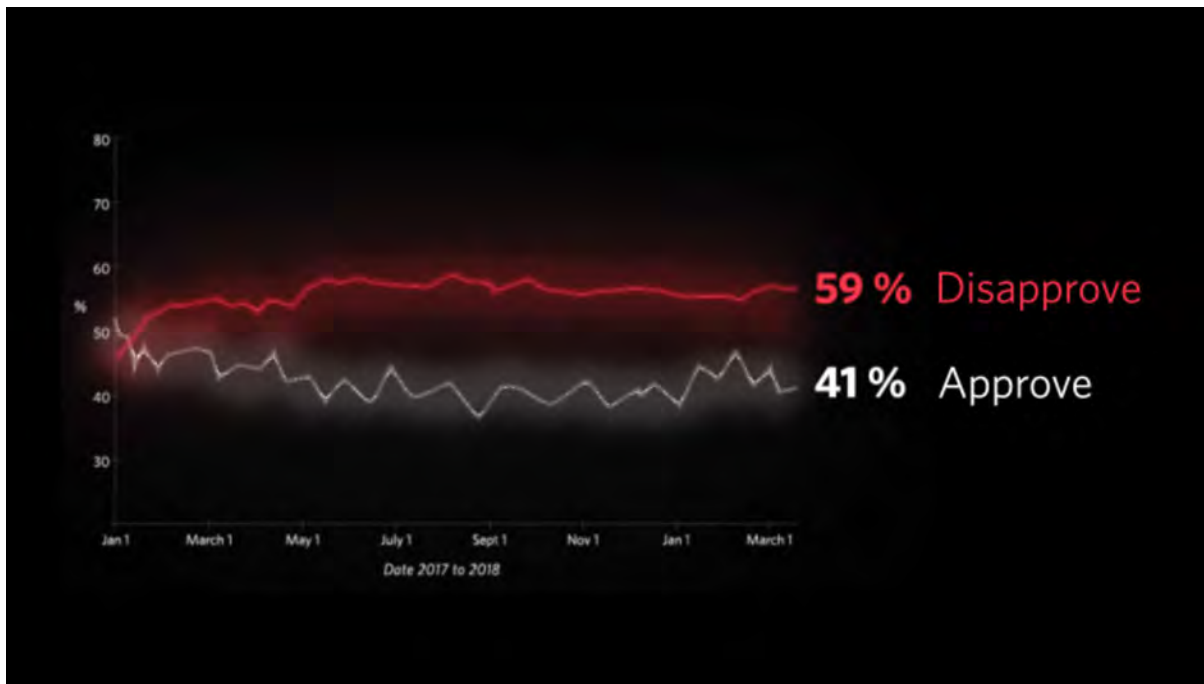 80
70
60
%
50
40
30
59 % Disapprove
41 % Approve
Jan 1 March 1 May 1 July 1 Sept 1 Nov 1 Jan 1 March 1
Date 2017 to 2018